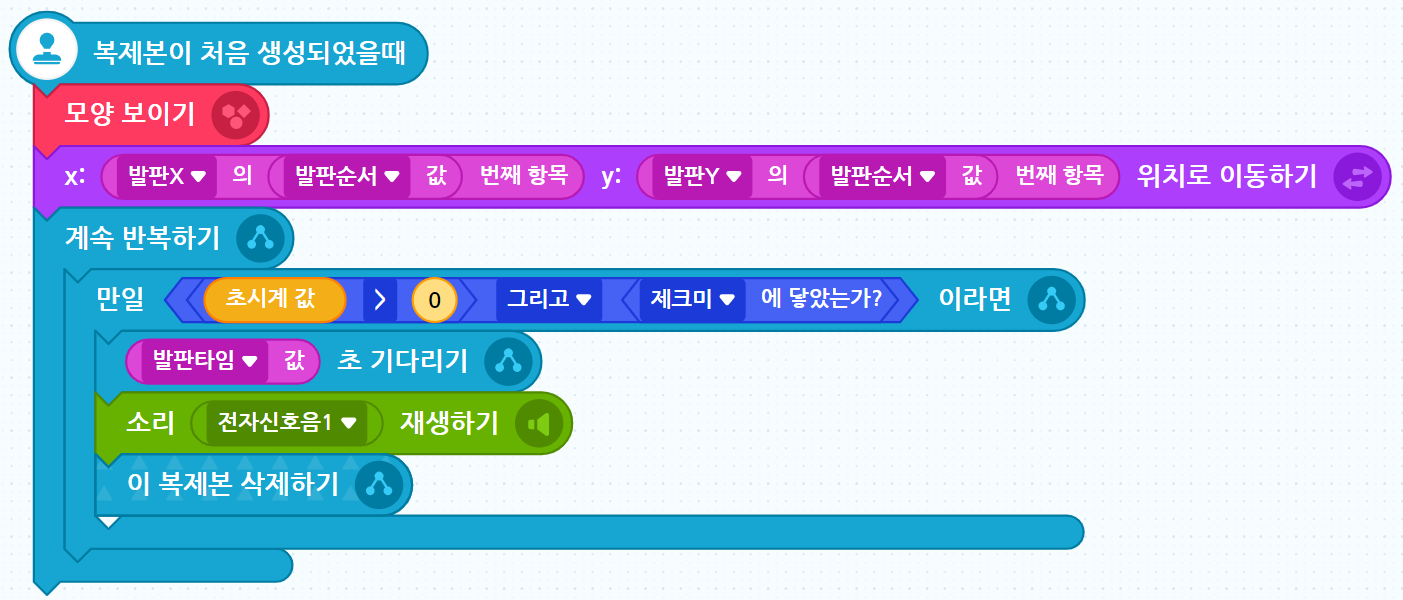 복제본이 처음 생성되었을때
모양 보이기
x: 발판X 의 발판순서 값 번째 항목 y: 발판Y 의 발판순서 값 번째 항목 위치로 이동하기
계속 반복하기
만일 초시계 값 > 0 그리고 제크미 에 닿았는가? 이라면
발판타임 값 초 기다리기
소리 전자신호음1 재생하기
이 복제본 삭제하기